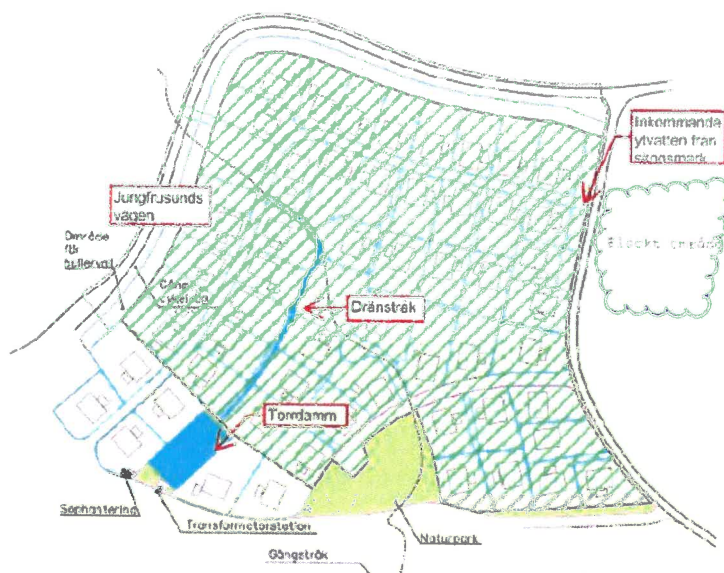 Inkommande
ytvatten från
skogsmark
Jungfrusunds
vägen
Område
för
bullervall
Dränstråk
Torrdamm
Sophantering
Transformatorstation
Naturpark
Gångstråk